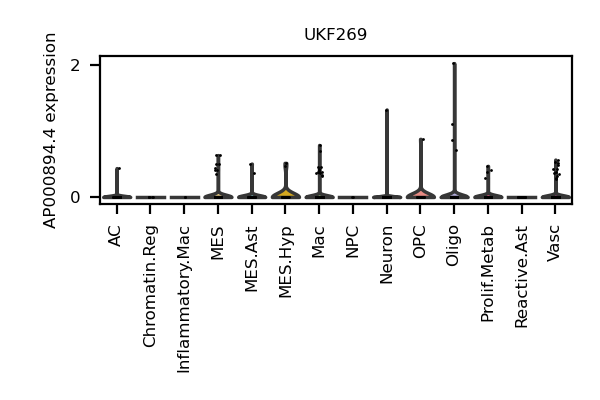 UKF269
AP000894.4 expression
2
0
AC
Chromatin.Reg
Inflammatory.Mac
MES
MES.Ast
MES.Hyp
Mac
NPC
Neuron
OPC
Oligo
Prolif.Metab
Reactive.Ast
Vasc